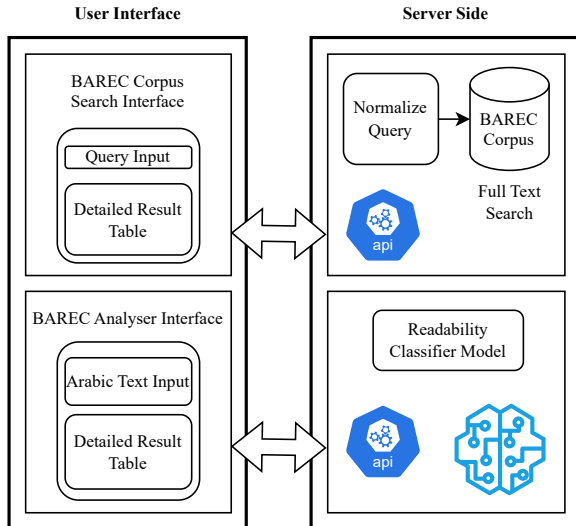 User Interface
BAREC Corpus
Search Interface
Query Input
Detailed Result
Table
BAREC Analyser Interface
Arabic Text Input
Detailed Result
Table
Server Side
Normalize
Query
BAREC
Corpus
Full Text
Search
api
Readability
Classifier Model
api